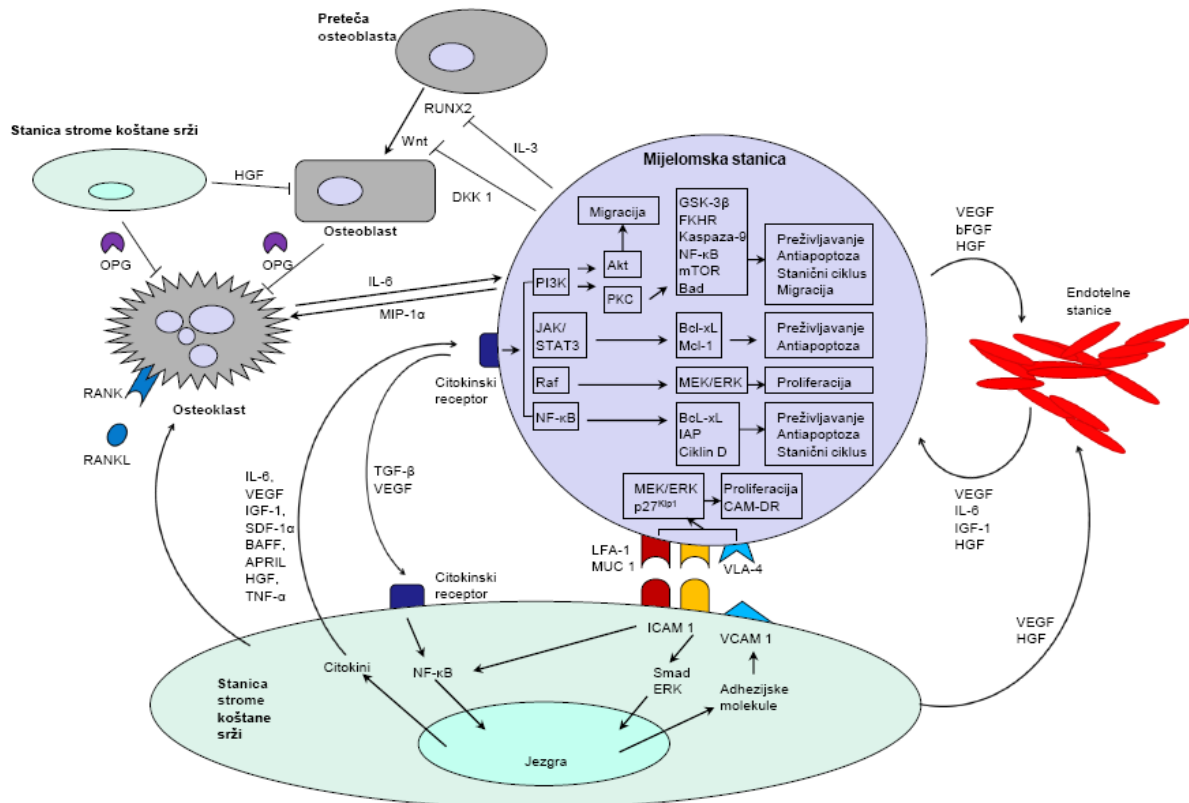 Preteča
osteoblasta
RUNX2
Stanica strome koštane srži
Wnt
IL-3
HGF
DKK 1
Osteoblast
OPG
OPG
IL-6
MIP-1α
RANK
Osteoklast
RANKL
Mijelomska stanica
Migracija
GSK-3β
FKHR
Kaspaza-9
NF-κB
mTOR
Bad
Preživljavanje
Antiapoptoza
Stanični ciklus
Migracija
PI3K
Akt
PKC
JAK/
STAT3
Bcl-xL
Mcl-1
Preživljavanje
Antiapoptoza
Citokinski
receptor
Raf
MEK/ERK
Proliferacija
NF-κB
BcL-xL
IAP
Ciklin D
Preživljavanje
Antiapoptoza
Stanični ciklus
MEK/ERK
p27Kip1
Proliferacija
CAM-DR
VEGF
bFGF
HGF
Endotelne
stanice
VEGF
IL-6
IGF-1
HGF
TGF-β
VEGF
IL-6,
VEGF
IGF-1,
SDF-1α
BAFF,
APRIL
HGF,
TNF-α
LFA-1
MUC 1
VLA-4
Citokinski
receptor
ICAM 1
VCAM 1
VEGF
HGF
Citokini
NF-κB
Smad
ERK
Adhezijske
molekule
Stanica
strome
koštane
srži
Jezgra